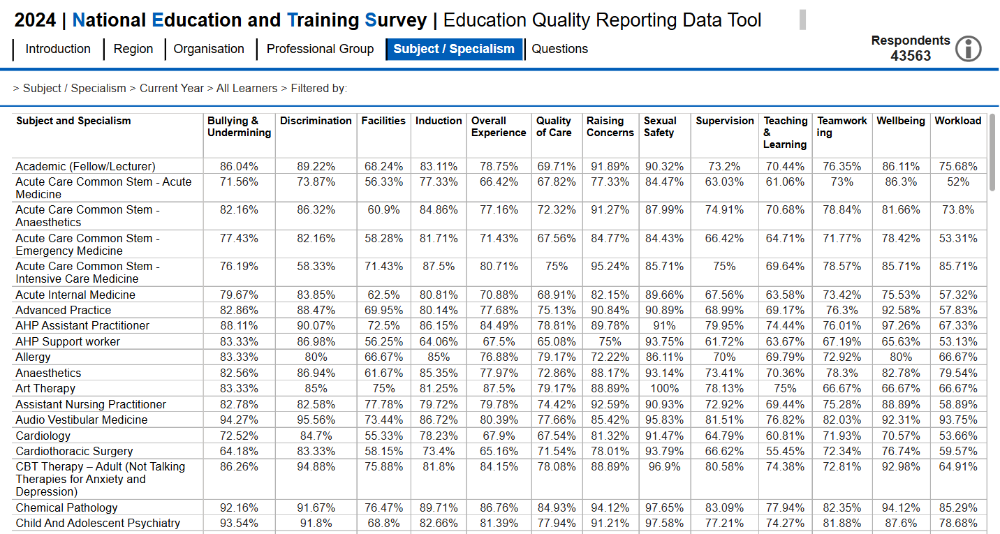 2024 | National Education and Training Survey | Education Quality Reporting Data Tool
Introduction | Region | Organisation | Professional Group | Subject / Specialism | Questions
Respondents
43563
> Subject / Specialism > Current Year > All Learners > Filtered by:
Subject and Specialism Bullying & Undermining Discrimination Facilities Induction Overall Experience Quality of Care Raising Concerns Sexual Safety Supervision Teaching & Learning Teamwork ing Wellbeing Workload
Academic (Fellow/Lecturer) 86.04% 89.22% 68.24% 83.11% 78.75% 69.71% 91.89% 90.32% 73.2% 70.44% 76.35% 86.11% 75.68%
Acute Care Common Stem - Acute Medicine 71.56% 73.87% 56.33% 77.33% 66.42% 67.82% 77.33% 84.47% 63.03% 61.06% 73% 86.3% 52%
Acute Care Common Stem - Anaesthetics 82.16% 86.32% 60.9% 84.86% 77.16% 72.32% 91.27% 87.99% 74.91% 70.68% 78.84% 81.66% 73.8%
Acute Care Common Stem - Emergency Medicine 77.43% 82.16% 58.28% 81.71% 71.43% 67.56% 84.77% 84.43% 66.42% 64.71% 71.77% 78.42% 53.31%
Acute Care Common Stem - Intensive Care Medicine 76.19% 58.33% 71.43% 87.5% 80.71% 75% 95.24% 85.71% 75% 69.64% 78.57% 85.71% 85.71%
Acute Internal Medicine 79.67% 83.85% 62.5% 80.81% 70.88% 68.91% 82.15% 89.66% 67.56% 63.58% 73.42% 75.53% 57.32%
Advanced Practice 82.86% 88.47% 69.95% 80.14% 77.68% 75.13% 90.84% 90.89% 68.99% 69.17% 76.3% 92.58% 57.83%
AHP Assistant Practitioner 88.11% 90.07% 72.5% 86.15% 84.49% 78.81% 89.78% 91% 79.95% 74.44% 76.01% 97.26% 67.33%
AHP Support worker 83.33% 86.98% 56.25% 64.06% 67.5% 65.08% 75% 93.75% 61.72% 63.67% 67.19% 65.63% 53.13%
Allergy 83.33% 80% 66.67% 85% 76.88% 79.17% 72.22% 86.11% 70% 69.79% 72.92% 80% 66.67%
Anaesthetics 82.56% 86.94% 61.67% 85.35% 77.97% 72.86% 88.17% 93.14% 73.41% 70.36% 78.3% 82.78% 79.54%
Art Therapy 83.33% 85% 75% 81.25% 87.5% 79.17% 88.89% 100% 78.13% 75% 66.67% 66.67% 66.67%
Assistant Nursing Practitioner 82.78% 82.58% 77.78% 79.72% 79.78% 74.42% 92.59% 90.93% 72.92% 69.44% 75.28% 88.89% 58.89%
Audio Vestibular Medicine 94.27% 95.56% 73.44% 86.72% 80.39% 77.66% 85.42% 95.83% 81.51% 76.82% 82.03% 92.31% 93.75%
Cardiology 72.52% 84.7% 55.33% 78.23% 67.9% 67.54% 81.32% 91.47% 64.79% 60.81% 71.93% 70.57% 53.66%
Cardiothoracic Surgery 64.18% 83.33% 58.15% 73.4% 65.16% 71.54% 78.01% 93.79% 66.62% 55.45% 72.34% 76.74% 59.57%
CBT Therapy – Adult (Not Talking Therapies for Anxiety and Depression) 86.26% 94.88% 75.88% 81.8% 84.15% 78.08% 88.89% 96.9% 80.58% 74.38% 72.81% 92.98% 64.91%
Chemical Pathology 92.16% 91.67% 76.47% 89.71% 86.76% 84.93% 94.12% 97.65% 83.09% 77.94% 82.35% 94.12% 85.29%
Child And Adolescent Psychiatry 93.54% 91.8% 68.8% 82.66% 81.39% 77.94% 91.21% 97.58% 77.21% 74.27% 81.88% 87.6% 78.68%